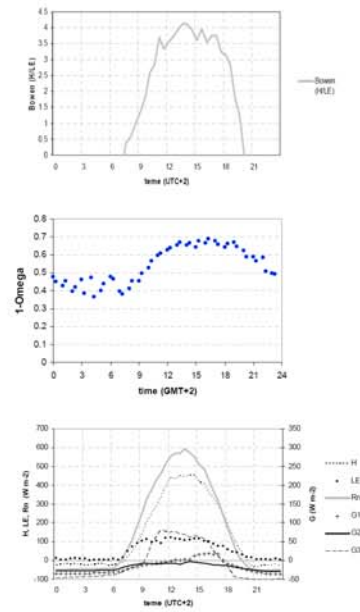 4.5
4
3.5
3
2.5
2
1.5
1
0.5
0
Bowen (H/LE)
0 3 6 9 12 15 18 21
teme (UTC+2)
Bowen
(H/LE)
0.8
0.7
0.6
0.5
0.4
0.3
0.2
0.1
0
1-Omega
0 3 6 9 12 15 18 21 24
time (GMT+2)
700
600
500
400
300
200
100
0
-100
H, LE, Rn (W m-2)
350
300
250
200
150
100
50
0
-50
G (W m-2)
0 3 6 9 12 15 18 21
teme (UTC+2)
H
LE
Rn
G1
G2
G3